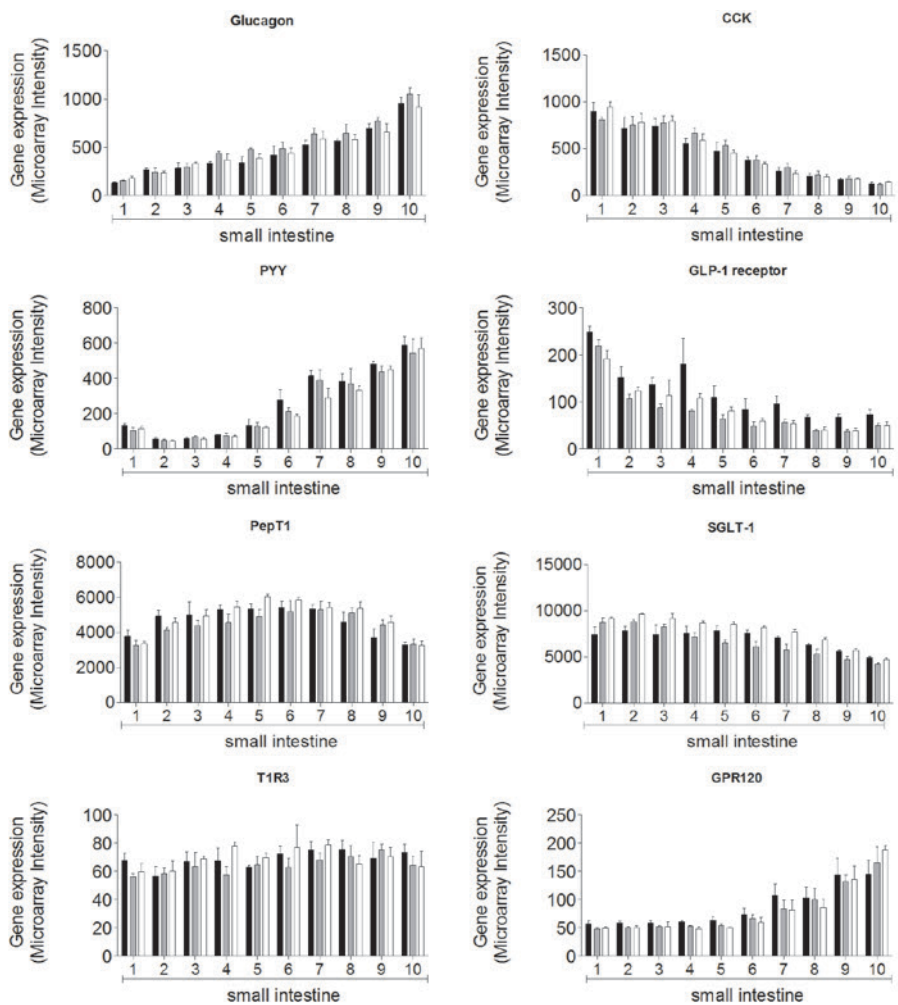 Glucagon
Gene expression
(Microarray Intensity)
1500
1000
500
0
1 2 3 4 5 6 7 8 9 10
small intestine
CCK
Gene expression
(Microarray Intensity)
1500
1000
500
0
1 2 3 4 5 6 7 8 9 10
small intestine
PYY
Gene expression
(Microarray Intensity)
800
600
400
200
0
1 2 3 4 5 6 7 8 9 10
small intestine
GLP-1 receptor
Gene expression
(Microarray Intensity)
300
200
100
0
1 2 3 4 5 6 7 8 9 10
small intestine
PepT1
Gene expression
(Microarray Intensity)
8000
6000
4000
2000
0
1 2 3 4 5 6 7 8 9 10
small intestine
SGLT-1
Gene expression
(Microarray Intensity)
15000
10000
5000
0
1 2 3 4 5 6 7 8 9 10
small intestine
T1R3
Gene expression
(Microarray Intensity)
100
80
60
40
20
0
1 2 3 4 5 6 7 8 9 10
small intestine
GPR120
Gene expression
(Microarray Intensity)
250
200
150
100
50
0
1 2 3 4 5 6 7 8 9 10
small intestine